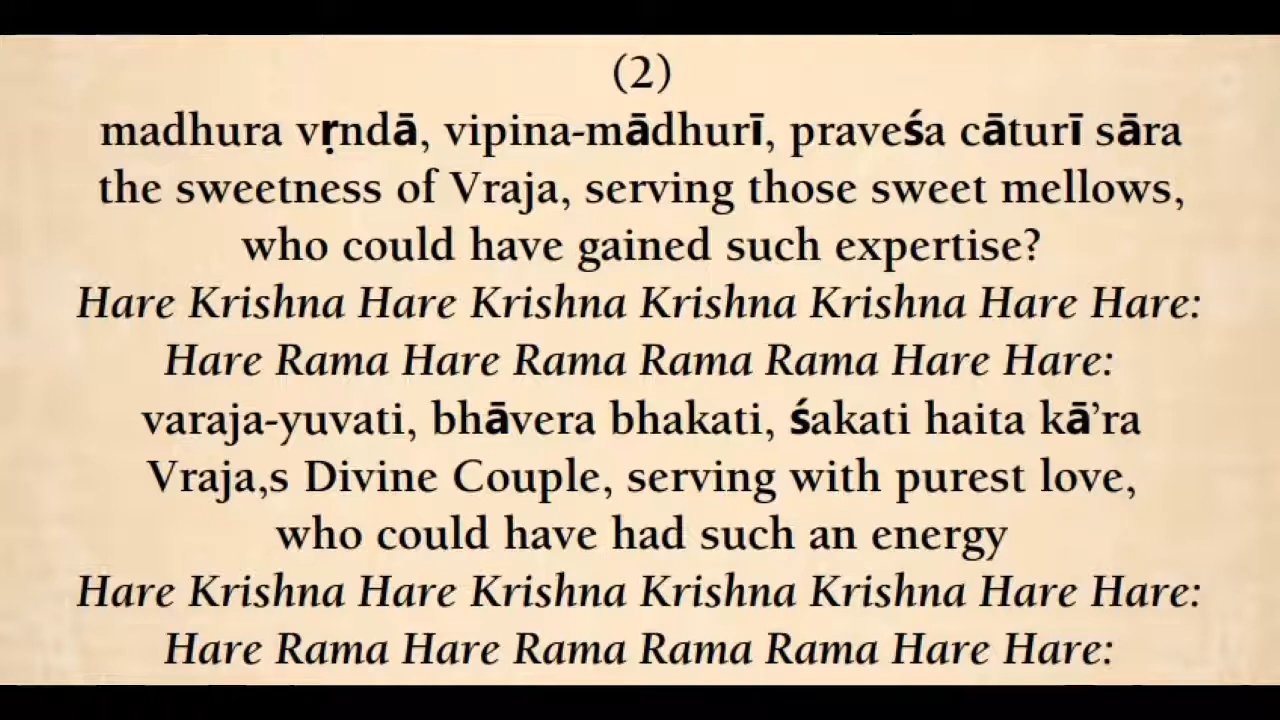 (2)
madhura vṛndā, vipina-mādhurī, praveśa cāturī sāra
the sweetness of Vraja, serving those sweet mellows,
who could have gained such expertise?
Hare Krishna Hare Krishna Krishna Krishna Hare Hare:
Hare Rama Hare Rama Rama Rama Hare Hare:
varaja-yuvati, bhāvera bhakati, śakati haita kā’ra
Vraja,s Divine Couple, serving with purest love,
who could have had such an energy
Hare Krishna Hare Krishna Krishna Krishna Hare Hare:
Hare Rama Hare Rama Rama Rama Hare Hare: